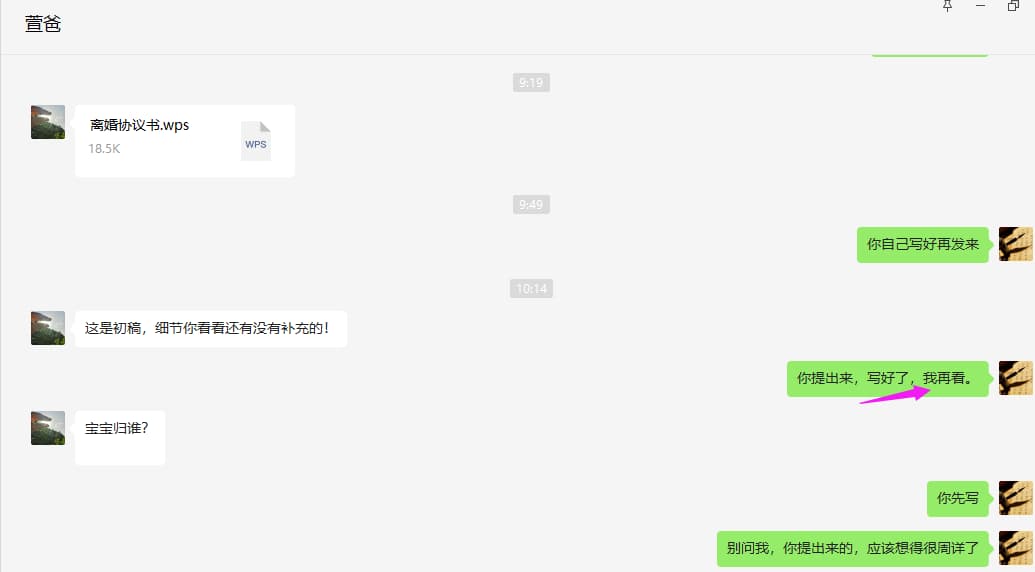 萱爸
9:19
离婚协议书.wps
18.5K
WPS
9:49
你自己写好再发来
10:14
这是初稿，细节你看看还有没有补充的！
你提出来，写好了，我再看。
宝宝归谁？
你先写
别问我，你提出来的，应该想得很周详了